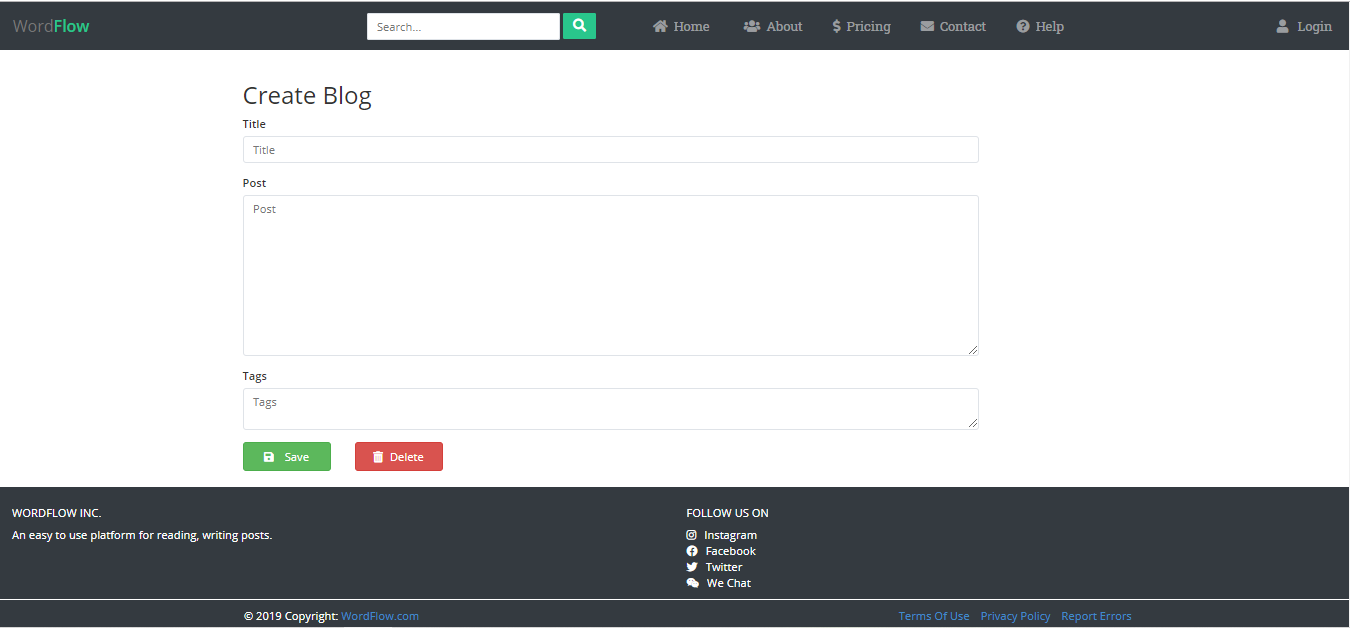 WordFlow Search... Home About Pricing Contact Help Login
Create Blog
Title
Title
Post
Post
Tags
Tags
Save Delete
WORDFLOW INC.
An easy to use platform for reading, writing posts.
FOLLOW US ON
Instagram
Facebook
Twitter
We Chat
© 2019 Copyright: WordFlow.com Terms Of Use Privacy Policy Report Errors